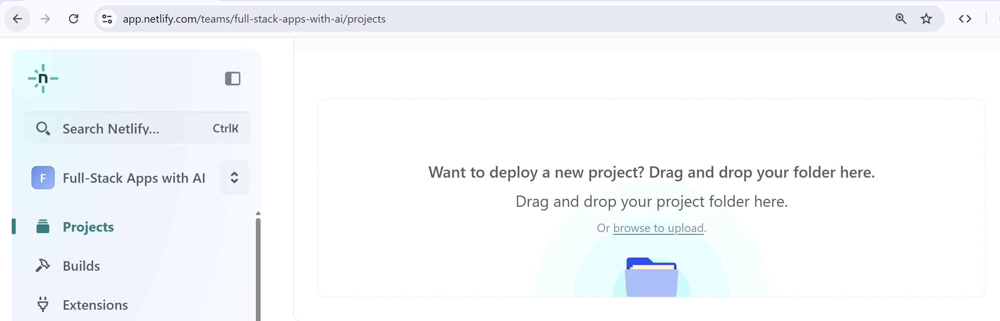 app.netlify.com/teams/full-stack-apps-with-ai/projects
n
Search Netlify... CtrlK
F Full-Stack Apps with AI
Projects
Builds
Extensions
Want to deploy a new project? Drag and drop your folder here.
Drag and drop your project folder here.
Or browse to upload.